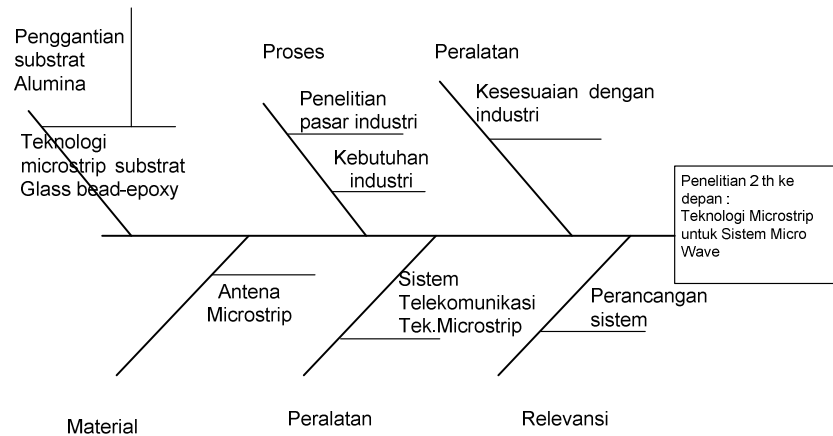 Penggantian
substrat
Alumina
Proses
Peralatan
Teknologi
microstrip substrat
Glass bead-epoxy
Penelitian
pasar industri
Kebutuhan
industri
Kesesuaian dengan
industri
Penelitian 2 th ke
depan :
Teknologi Microstrip
untuk Sistem Micro
Wave
Antena
Microstrip
Sistem
Telekomunikasi
Tek.Microstrip
Perancangan
sistem
Material
Peralatan
Relevansi